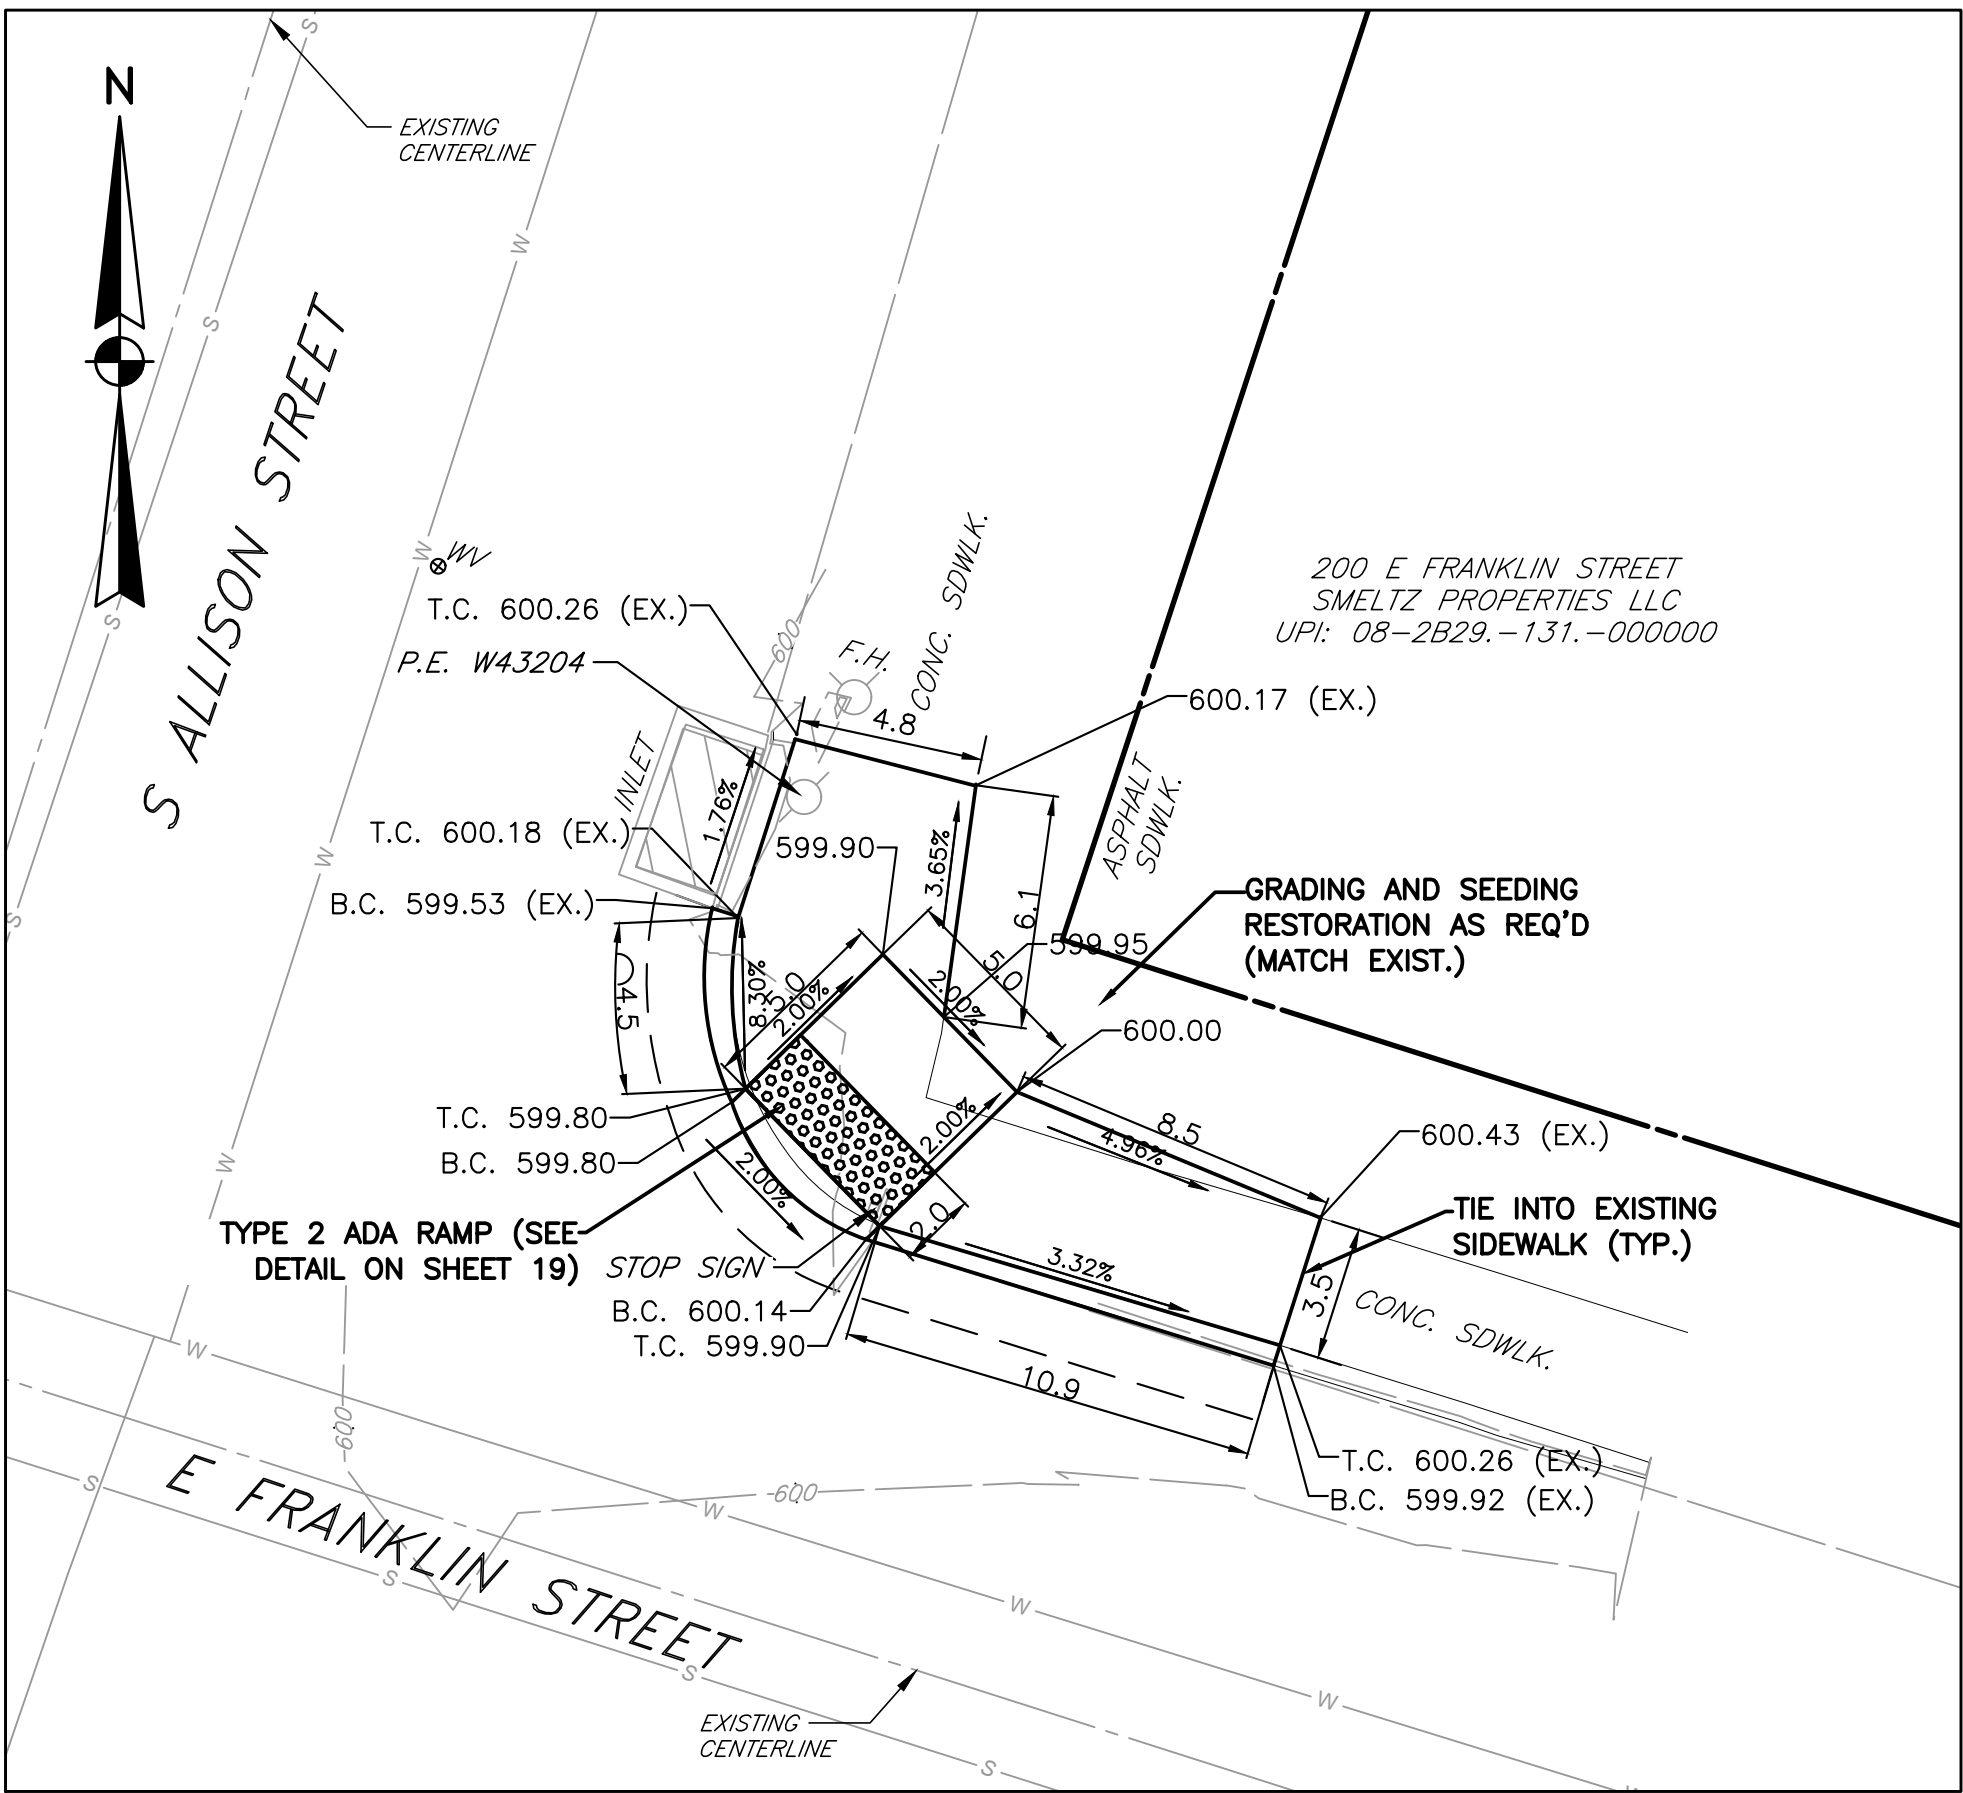 N
EXISTING
CENTERLINE
S
S
S
S
W
W
W
W
S ALLISON STREET
WV
T.C. 600.26 (EX.)
P.E. W43204
600
F.H.
CONC. SDWLK.
200 E FRANKLIN STREET
SMELTZ PROPERTIES LLC
UPI: 08-2B29.-131.-000000
4.8
600.17 (EX.)
INLET
1.76%
ASPHALT
SDWLK.
T.C. 600.18 (EX.)
599.90
3.65%
6.1
B.C. 599.53 (EX.)
GRADING AND SEEDING
RESTORATION AS REQ'D
(MATCH EXIST.)
599.95
5.0
2.00%
4.5
8.30%
5.0
2.00%
600.00
T.C. 599.80
B.C. 599.80
2.00%
2.00%
8.5
4.96%
600.43 (EX.)
TYPE 2 ADA RAMP (SEE
DETAIL ON SHEET 19)
STOP SIGN
2.0
3.32%
TIE INTO EXISTING
SIDEWALK (TYP.)
B.C. 600.14
T.C. 599.90
3.5
CONC. SDWLK.
10.9
T.C. 600.26 (EX.)
B.C. 599.92 (EX.)
W
600
600
S
S
S
S
W
W
W
W
E FRANKLIN STREET
EXISTING
CENTERLINE